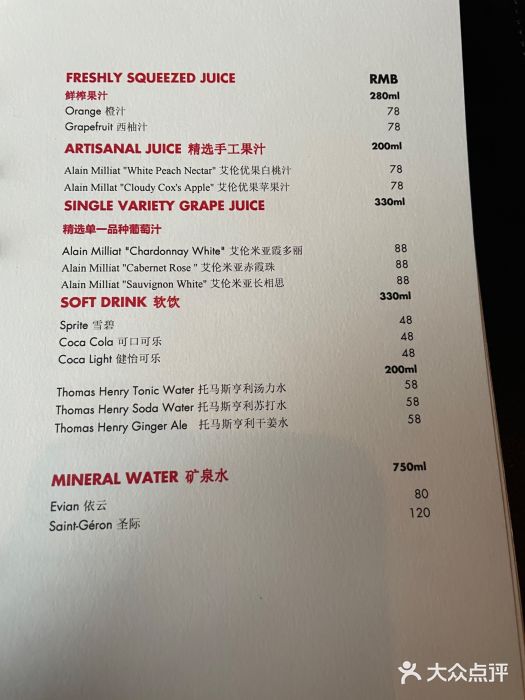 FRESHLY SQUEEZED JUICE RMB
鲜榨果汁 280ml
Orange 橙汁 78
Grapefruit 西柚汁 78
ARTISANAL JUICE 精选手工果汁 200ml
Alain Milliat "White Peach Nectar" 艾伦优果白桃汁 78
Alain Millat "Cloudy Cox's Apple" 艾伦优果苹果汁 78
SINGLE VARIETY GRAPE JUICE 330ml
精选单一品种葡萄汁
Alain Milliat "Chardonnay White" 艾伦米亚霞多丽 88
Alain Milliat "Cabernet Rose " 艾伦米亚赤霞珠 88
Alain Milliat "Sauvignon White" 艾伦米亚长相思 88
SOFT DRINK 软饮 330ml
Sprite 雪碧 48
Coca Cola 可口可乐 48
Coca Light 健怡可乐 48
200ml
Thomas Henry Tonic Water 托马斯亨利汤力水 58
Thomas Henry Soda Water 托马斯亨利苏打水 58
Thomas Henry Ginger Ale 托马斯亨利干姜水 58
MINERAL WATER 矿泉水 750ml
Evian 依云 80
Saint-Géron 圣际 120
大众点评